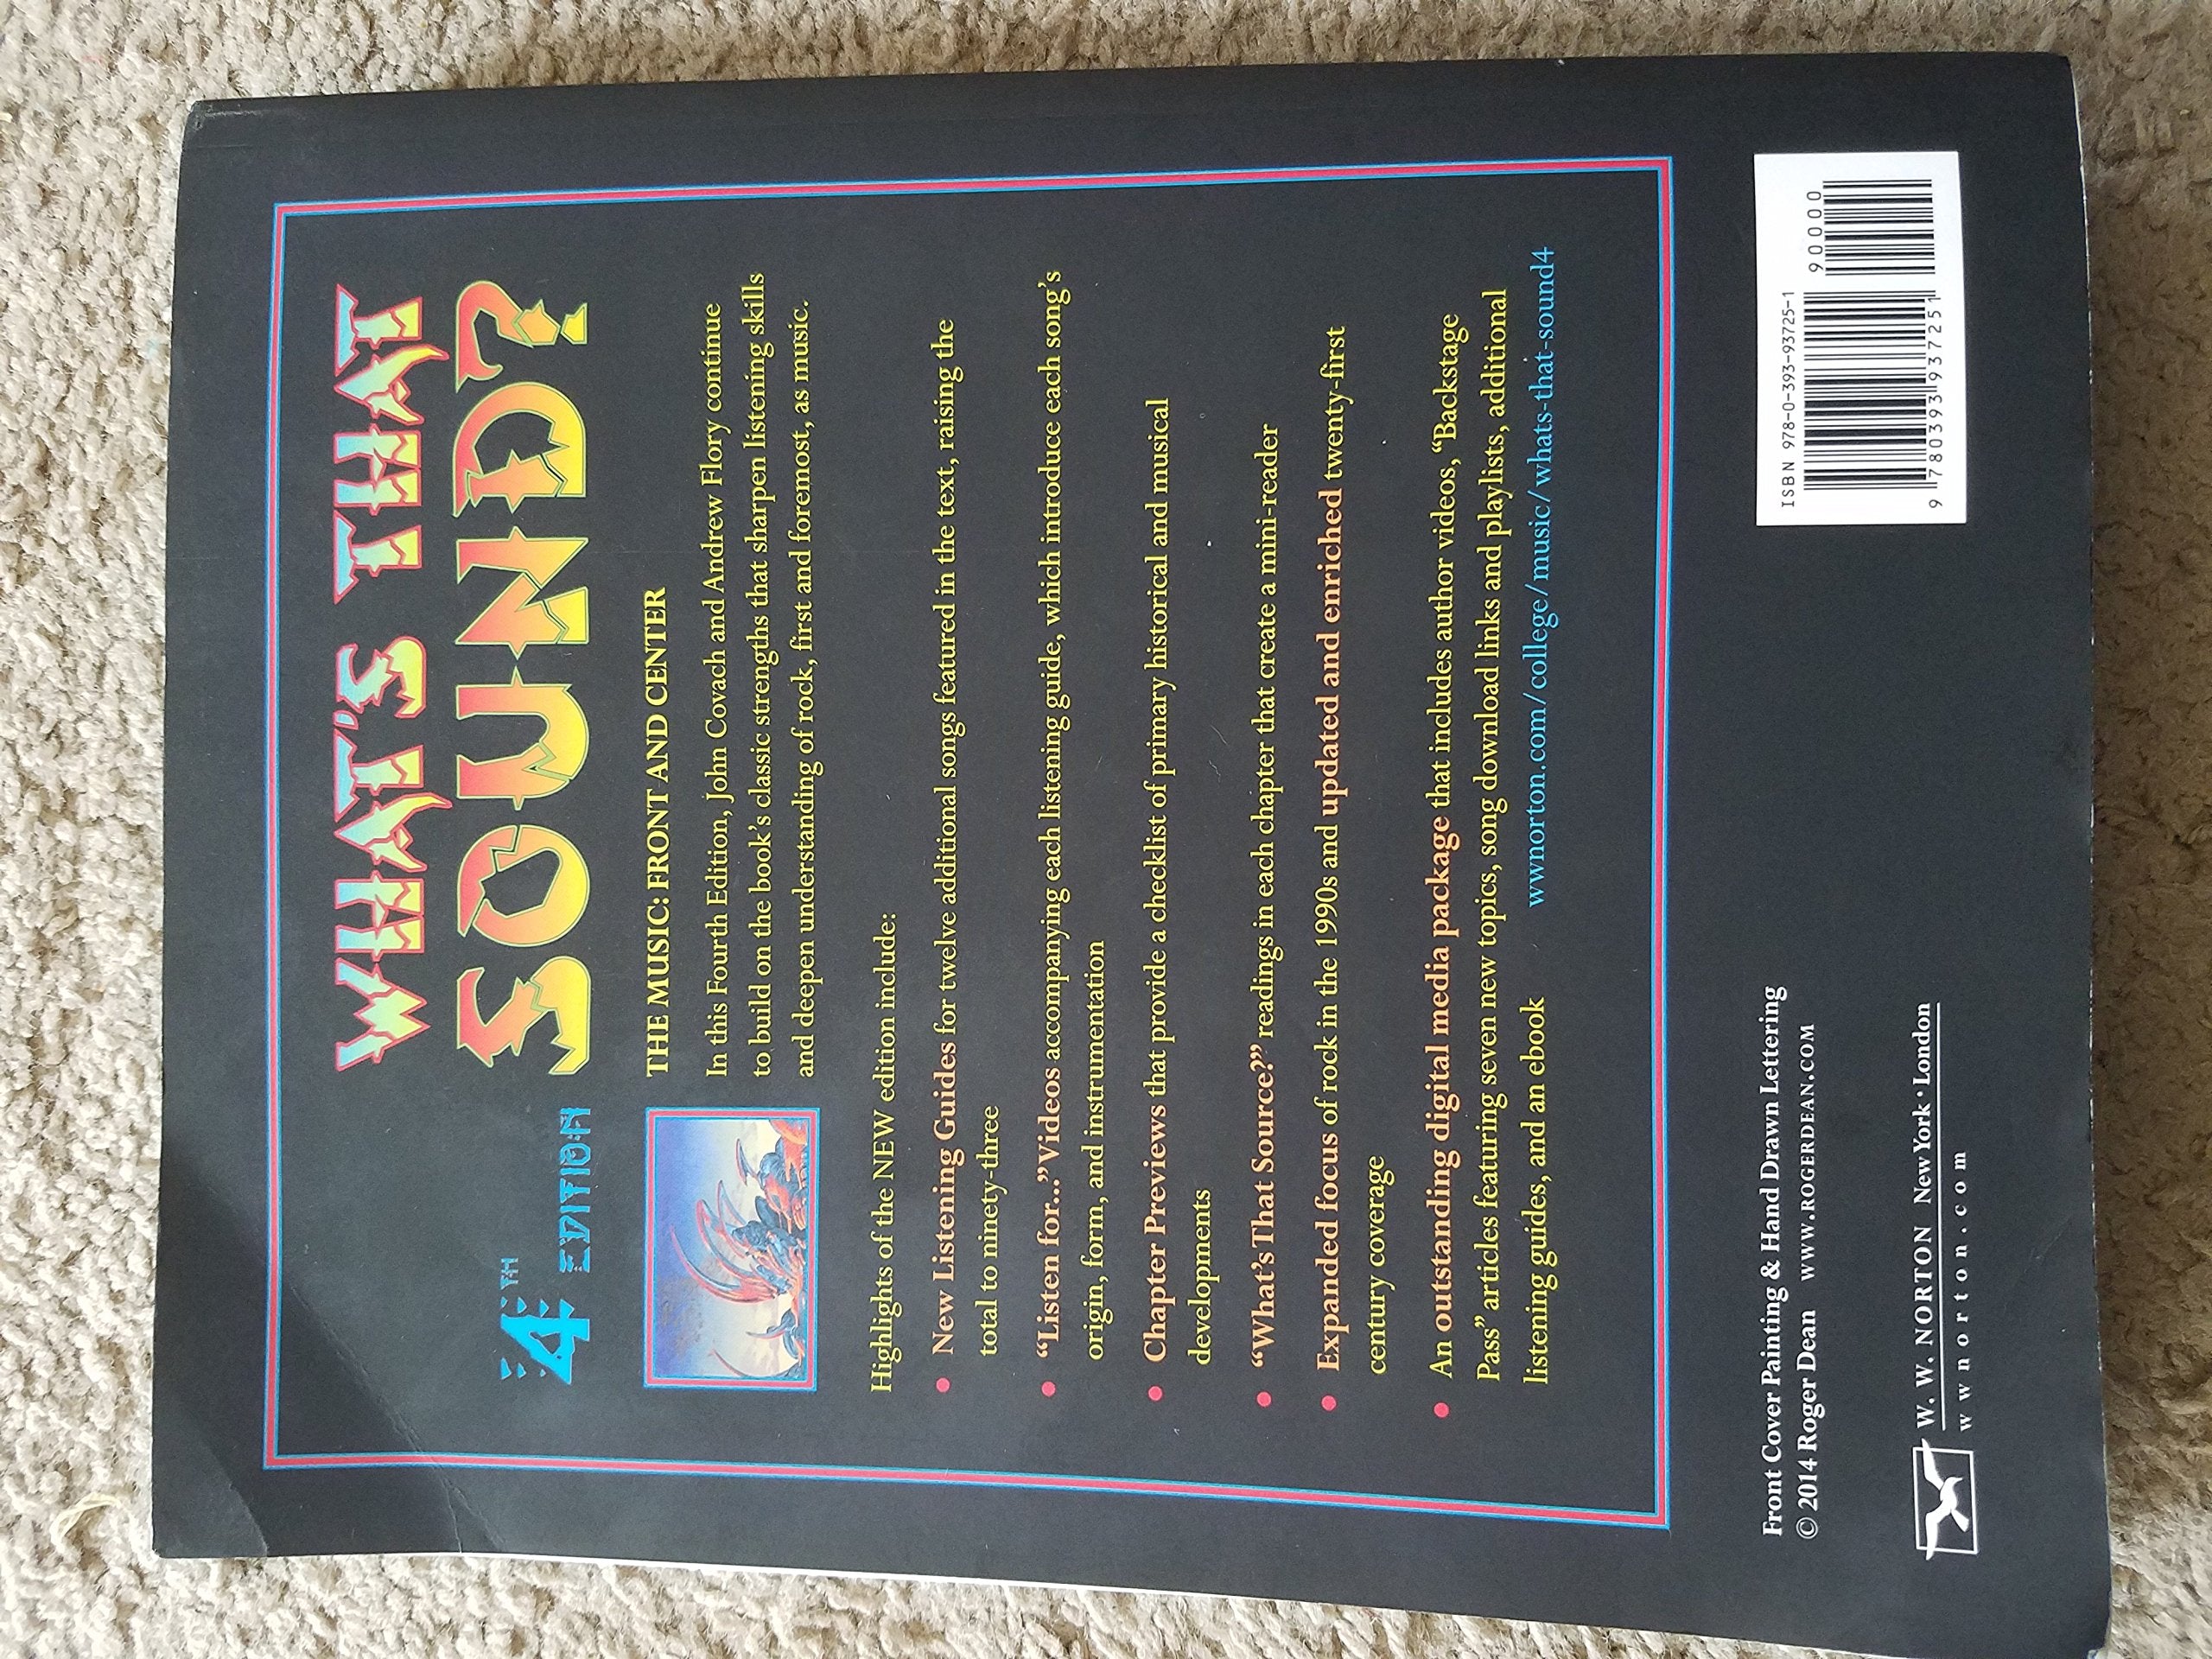 WHAT'S THAT
SOUND?
4TH EDITION
THE MUSIC: FRONT AND CENTER
In this Fourth Edition, John Covach and Andrew Flory continue
to build on the book's classic strengths that sharpen listening skills
and deepen understanding of rock, first and foremost, as music.
Highlights of the NEW edition include:
• New Listening Guides for twelve additional songs featured in the text, raising the
total to ninety-three
• “Listen for...” Videos accompanying each listening guide, which introduce each song's
origin, form, and instrumentation
• Chapter Previews that provide a checklist of primary historical and musical
developments
• “What's That Source?” readings in each chapter that create a mini-reader
• Expanded focus of rock in the 1990s and updated and enriched twenty-first
century coverage
• An outstanding digital media package that includes author videos, “Backstage
Pass” articles featuring seven new topics, song download links and playlists, additional
listening guides, and an ebook wwnorton.com/college/music/whats-that-sound4
Front Cover Painting & Hand Drawn Lettering
© 2014 Roger Dean WWW.ROGERDEAN.COM
W. W. NORTON New York • London
wwnorton.com
ISBN 978-0-393-93725-1
90000
9 780393 937251